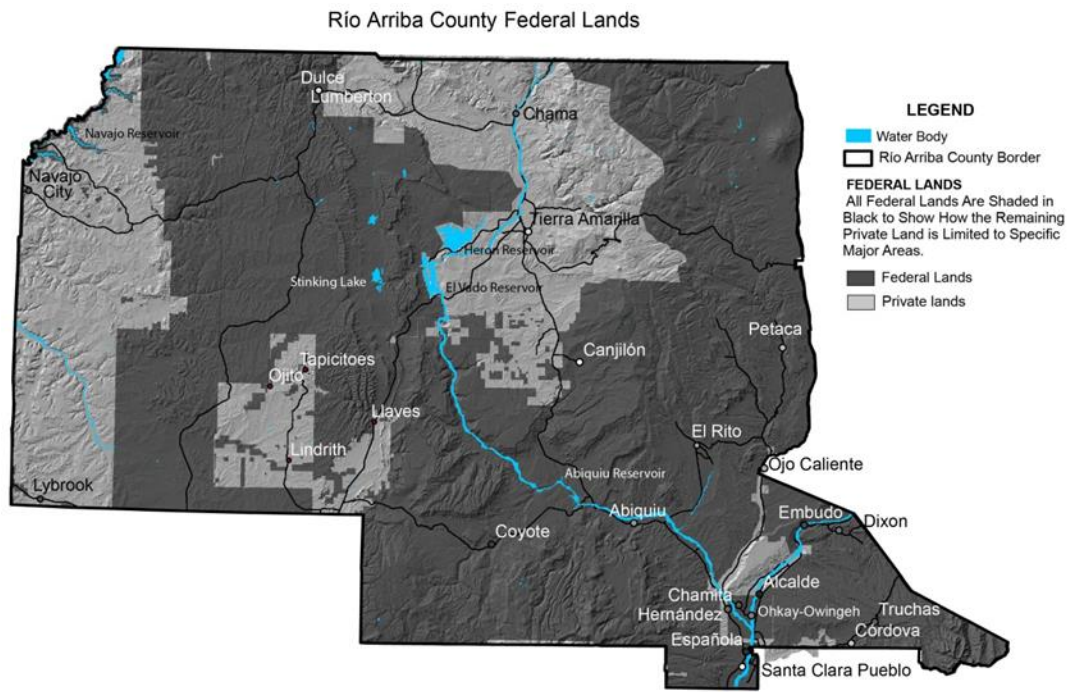 Río Arriba County Federal Lands
Dulce
Lumberton
Chama
Navajo Reservoir
Navajo
City
Tierra Amarilla
Heron Reservoir
Stinking Lake
El Vado Reservoir
Petaca
Canjilón
Tapicitoes
Ojito
Llaves
El Rito
Lindrith
Ojo Caliente
Abiquiu Reservoir
Lybrook
Abiquiu
Embudo
Dixon
Coyote
Alcalde
Chamita
Hernández
Ohkay-Owingeh
Truchas
Córdova
Española
Santa Clara Pueblo
LEGEND
Water Body
Río Arriba County Border
FEDERAL LANDS
All Federal Lands Are Shaded in
Black to Show How the Remaining
Private Land is Limited to Specific
Major Areas.
Federal Lands
Private lands